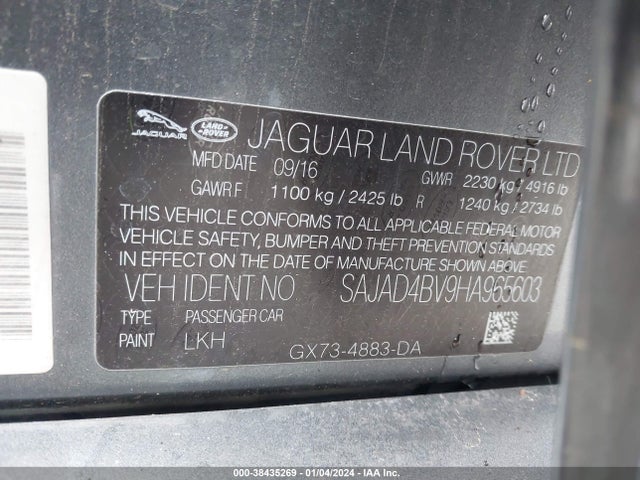 JAGUAR
LAND ROVER
JAGUAR LAND ROVER LTD
MFD DATE 09/16 GVWR 2230 kg / 4916 lb
GAWR F 1100 kg / 2425 lb R 1240 kg / 2734 lb
THIS VEHICLE CONFORMS TO ALL APPLICABLE FEDERAL MOTOR
VEHICLE SAFETY, BUMPER AND THEFT PREVENTION STANDARDS
IN EFFECT ON THE DATE OF MANUFACTURE SHOWN ABOVE
VEH IDENT NO SAJAD4BV9HA965603
TYPE PASSENGER CAR
PAINT LKH
GX73-4883-DA
000-38435269 - 01/04/2024 - IAA Inc.